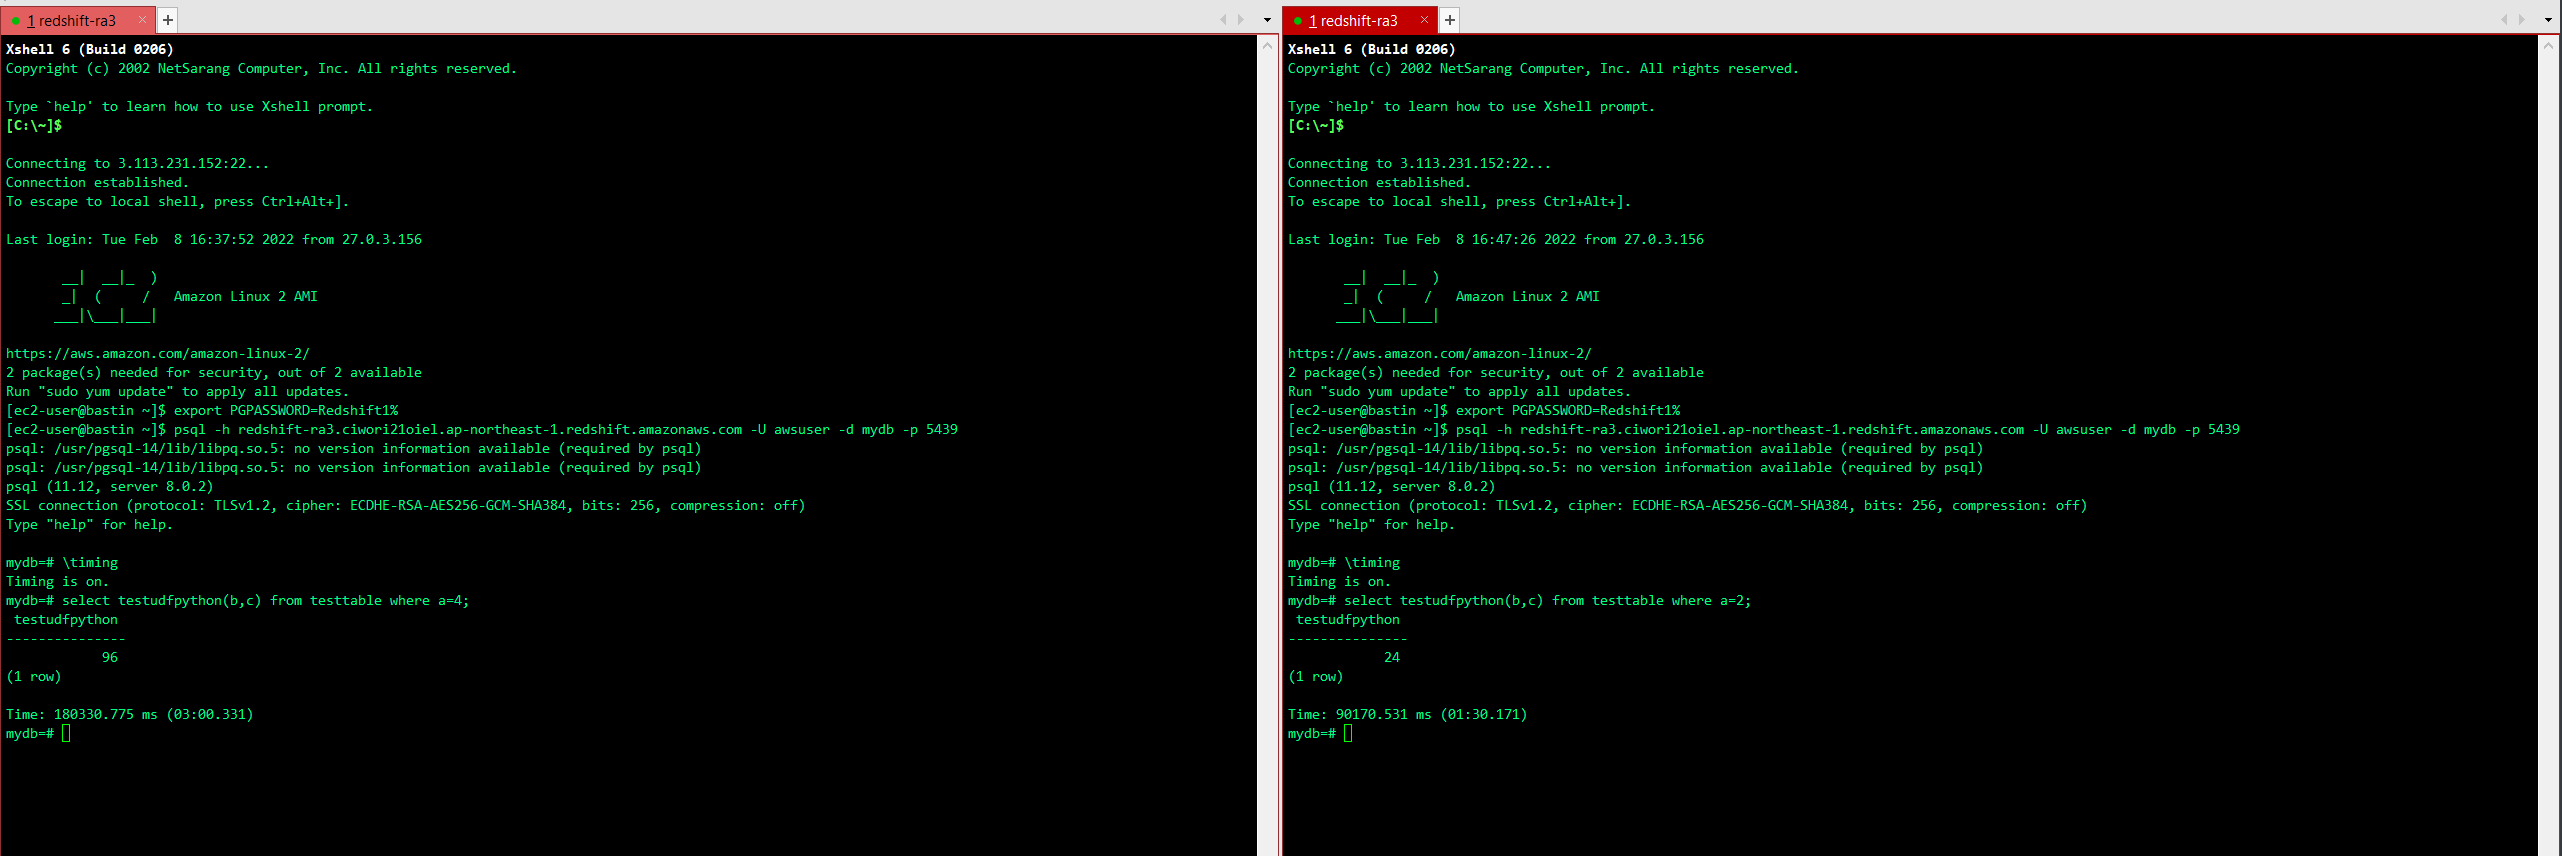 1 redshift-ra3
Xshell 6 (Build 0206)
Copyright (c) 2002 NetSarang Computer, Inc. All rights reserved.
Type `help' to learn how to use Xshell prompt.
[C:\~]$
Connecting to 3.113.231.152:22...
Connection established.
To escape to local shell, press Ctrl+Alt+].
Last login: Tue Feb  8 16:37:52 2022 from 27.0.3.156
       __|  __|_  )
       _|  (     /   Amazon Linux 2 AMI
      ___|\___|___|
https://aws.amazon.com/amazon-linux-2/
2 package(s) needed for security, out of 2 available
Run "sudo yum update" to apply all updates.
[ec2-user@bastin ~]$ export PGPASSWORD=Redshift1%
[ec2-user@bastin ~]$ psql -h redshift-ra3.ciwori21oiel.ap-northeast-1.redshift.amazonaws.com -U awsuser -d mydb -p 5439
psql: /usr/pgsql-14/lib/libpq.so.5: no version information available (required by psql)
psql: /usr/pgsql-14/lib/libpq.so.5: no version information available (required by psql)
psql (11.12, server 8.0.2)
SSL connection (protocol: TLSv1.2, cipher: ECDHE-RSA-AES256-GCM-SHA384, bits: 256, compression: off)
Type "help" for help.
mydb=# \timing
Timing is on.
mydb=# select testudfpython(b,c) from testtable where a=4;
 testudfpython
---------------
            96
(1 row)
Time: 180330.775 ms (03:00.331)
mydb=#
1 redshift-ra3
Xshell 6 (Build 0206)
Copyright (c) 2002 NetSarang Computer, Inc. All rights reserved.
Type `help' to learn how to use Xshell prompt.
[C:\~]$
Connecting to 3.113.231.152:22...
Connection established.
To escape to local shell, press Ctrl+Alt+].
Last login: Tue Feb  8 16:47:26 2022 from 27.0.3.156
       __|  __|_  )
       _|  (     /   Amazon Linux 2 AMI
      ___|\___|___|
https://aws.amazon.com/amazon-linux-2/
2 package(s) needed for security, out of 2 available
Run "sudo yum update" to apply all updates.
[ec2-user@bastin ~]$ export PGPASSWORD=Redshift1%
[ec2-user@bastin ~]$ psql -h redshift-ra3.ciwori21oiel.ap-northeast-1.redshift.amazonaws.com -U awsuser -d mydb -p 5439
psql: /usr/pgsql-14/lib/libpq.so.5: no version information available (required by psql)
psql: /usr/pgsql-14/lib/libpq.so.5: no version information available (required by psql)
psql (11.12, server 8.0.2)
SSL connection (protocol: TLSv1.2, cipher: ECDHE-RSA-AES256-GCM-SHA384, bits: 256, compression: off)
Type "help" for help.
mydb=# \timing
Timing is on.
mydb=# select testudfpython(b,c) from testtable where a=2;
 testudfpython
---------------
            24
(1 row)
Time: 90170.531 ms (01:30.171)
mydb=#